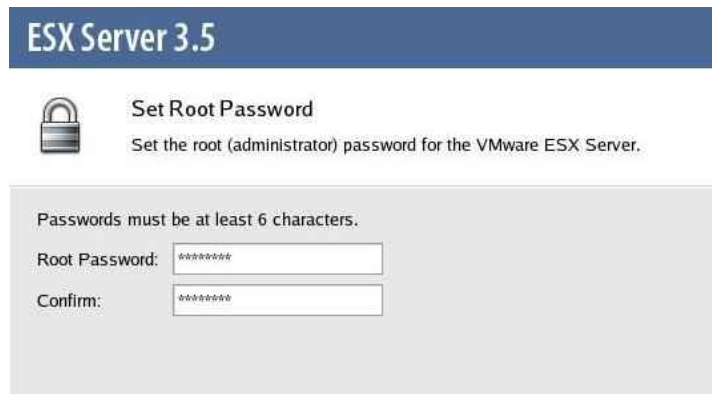 ESX Server 3.5
Set Root Password
Set the root (administrator) password for the VMware ESX Server.
Passwords must be at least 6 characters.
Root Password: ********
Confirm: ********